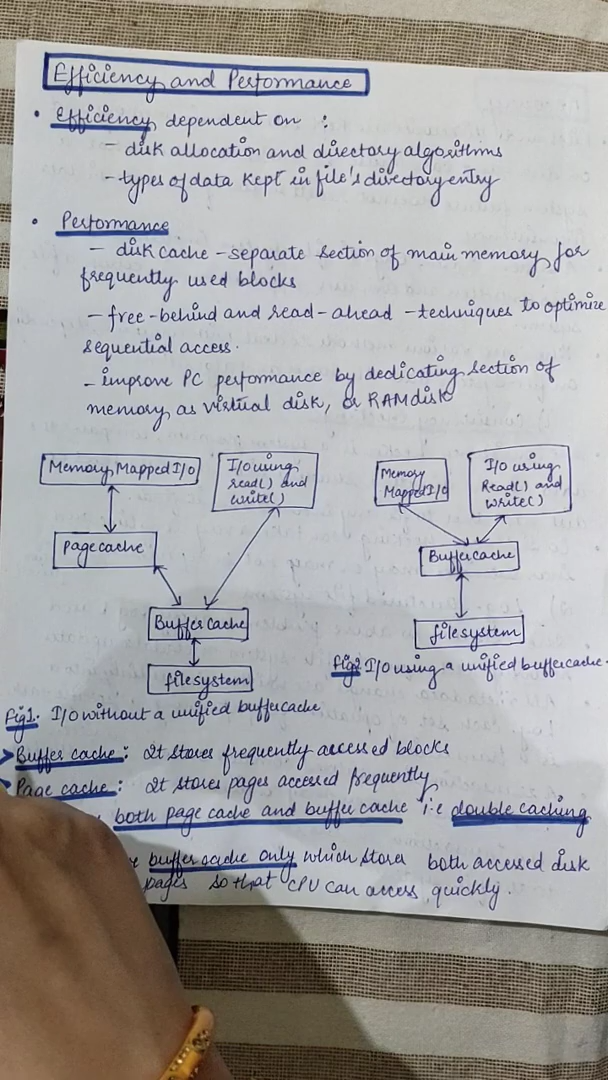 Efficiency and Performance
• Efficiency dependent on :
– disk allocation and directory algorithms
– types of data kept in file's directory entry
• Performance
– disk cache – separate section of main memory for
frequently used blocks
– free-behind and read-ahead – techniques to optimize
sequential access.
– improve PC performance by dedicating section of
memory as virtual disk, or RAM disk
Memory Mapped I/O
I/O using
read() and
write()
Page cache
Buffer cache
filesystem
Fig1. I/O without a unified buffer cache
Memory
Mapped I/O
I/O using
Read() and
write()
Buffer cache
filesystem
Fig2 I/O using a unified buffer cache.
Buffer cache : It stores frequently accessed blocks
Page cache : It stores pages accessed frequently
both page cache and buffer cache i.e double caching
buffer cache only which stores both accessed disk
pages so that CPU can access quickly.